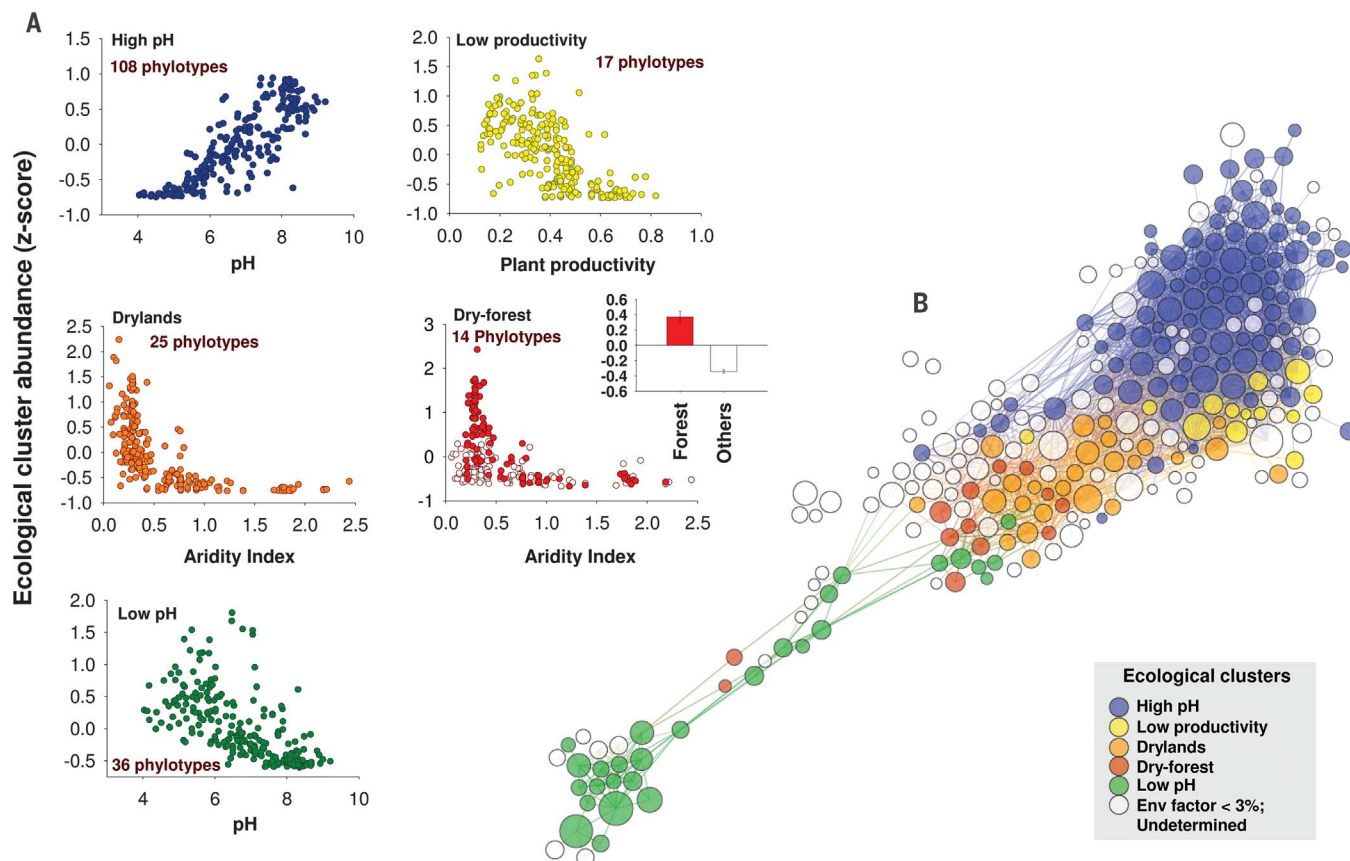 A
Ecological cluster abundance (z-score)
High pH
108 phylotypes
1.5
1.0
0.5
0.0
-0.5
-1.0
4 6 8 10
pH
Low productivity
17 phylotypes
2.0
1.5
1.0
0.5
0.0
-0.5
-1.0
0.0 0.2 0.4 0.6 0.8 1.0
Plant productivity
Drylands
25 phylotypes
2.5
2.0
1.5
1.0
0.5
0.0
-0.5
-1.0
0.0 0.5 1.0 1.5 2.0 2.5
Aridity Index
Dry-forest
14 Phylotypes
3
2
1
0
-1
0.0 0.5 1.0 1.5 2.0 2.5
Aridity Index
0.6
0.4
0.2
0.0
-0.2
-0.4
-0.6
Forest
Others
Low pH
36 phylotypes
2.0
1.5
1.0
0.5
0.0
-0.5
4 6 8 10
pH
B
Ecological clusters
High pH
Low productivity
Drylands
Dry-forest
Low pH
Env factor < 3%;
Undetermined